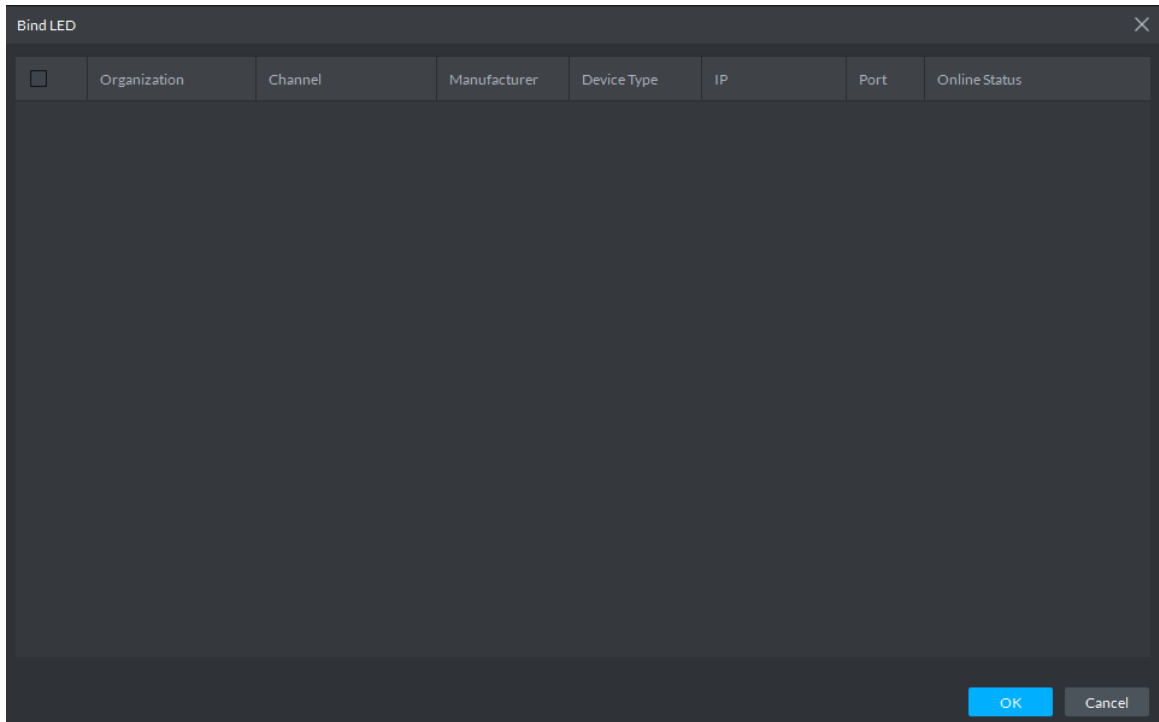 Bind LED
Organization Channel Manufacturer Device Type IP Port Online Status
OK Cancel